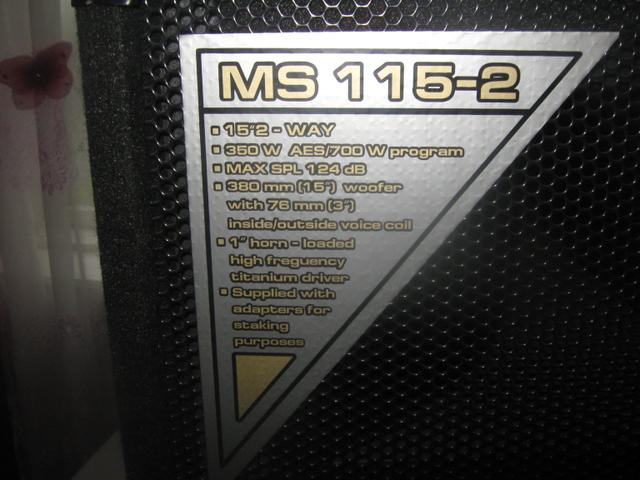 MS 115-2
▪ 15"2 - WAY
▪ 350 W AES/700 W program
▪ MAX SPL 124 dB
▪ 380 mm (15") woofer
with 76 mm (3")
inside/outside voice coil
▪ 1" horn - loaded
high freguency
titanium driver
▪ Supplied with
adapters for
staking
purposes